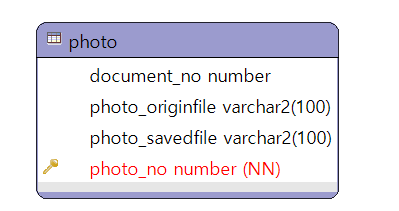 photo
document_no number
photo_originfile varchar2(100)
photo_savedfile varchar2(100)
photo_no number (NN)